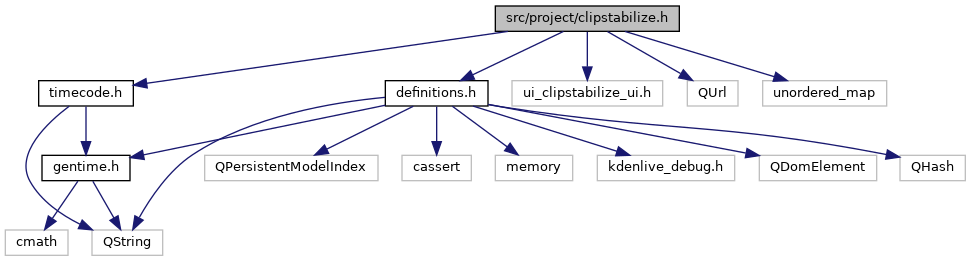 src/project/clipstabilize.h
timecode.h
definitions.h
ui_clipstabilize_ui.h
QUrl
unordered_map
gentime.h
QPersistentModelIndex
cassert
memory
kdenlive_debug.h
QDomElement
QHash
cmath
QString